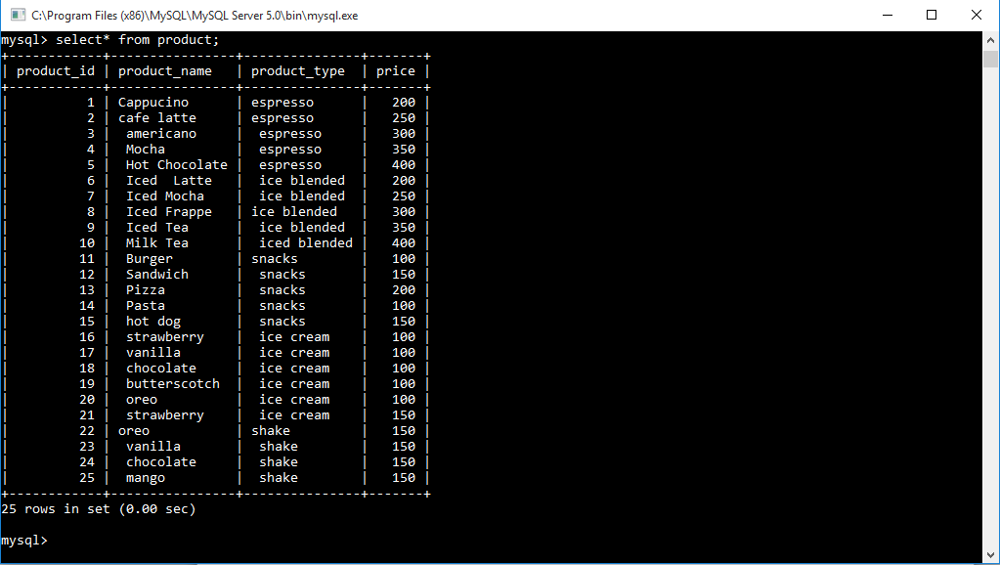 C:\Program Files (x86)\MySQL\MySQL Server 5.0\bin\mysql.exe
mysql> select* from product;
+------------+----------------+---------------+-------+
| product_id | product_name   | product_type  | price |
+------------+----------------+---------------+-------+
|          1 | Cappucino      | espresso      |   200 |
|          2 | cafe latte     | espresso      |   250 |
|          3 |  americano     |  espresso     |   300 |
|          4 |  Mocha         |  espresso     |   350 |
|          5 |  Hot Chocolate |  espresso     |   400 |
|          6 |  Iced  Latte   |  ice blended  |   200 |
|          7 |  Iced Mocha    |  ice blended  |   250 |
|          8 |  Iced Frappe   | ice blended   |   300 |
|          9 |  Iced Tea      |  ice blended  |   350 |
|         10 |  Milk Tea      |  iced blended |   400 |
|         11 |  Burger        | snacks        |   100 |
|         12 |  Sandwich      |  snacks       |   150 |
|         13 |  Pizza         |  snacks       |   200 |
|         14 |  Pasta         |  snacks       |   100 |
|         15 |  hot dog       |  snacks       |   150 |
|         16 |  strawberry    |  ice cream    |   100 |
|         17 |  vanilla       |  ice cream    |   100 |
|         18 |  chocolate     |  ice cream    |   100 |
|         19 |  butterscotch  |  ice cream    |   100 |
|         20 |  oreo          |  ice cream    |   100 |
|         21 |  strawberry    |  ice cream    |   150 |
|         22 | oreo           | shake         |   150 |
|         23 |  vanilla       |  shake        |   150 |
|         24 |  chocolate     |  shake        |   150 |
|         25 |  mango         |  shake        |   150 |
+------------+----------------+---------------+-------+
25 rows in set (0.00 sec)
mysql>